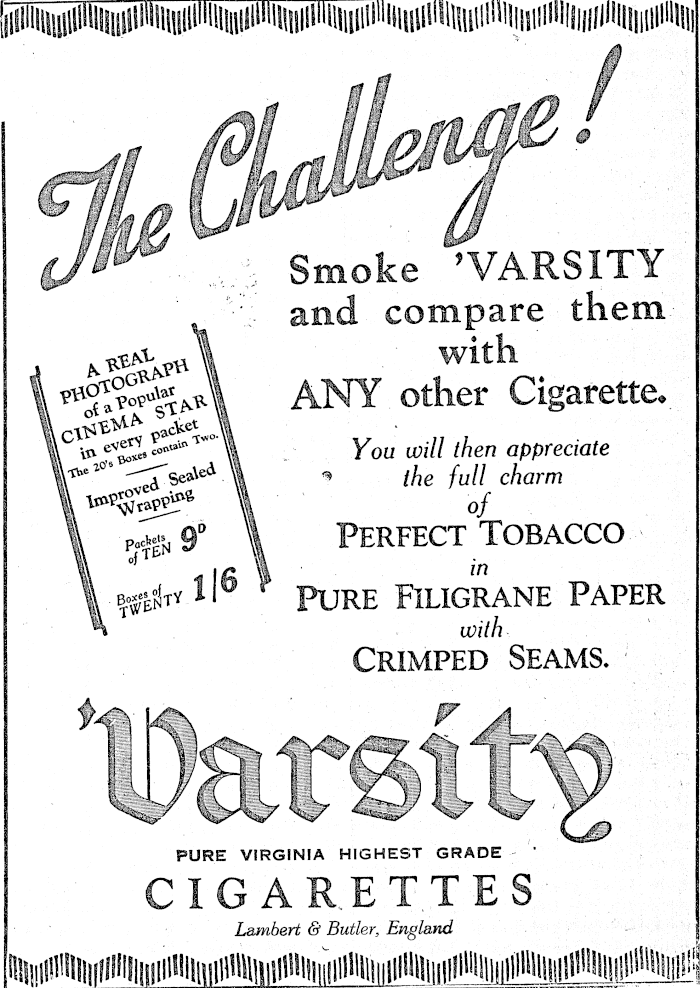 The Challenge!
Smoke 'VARSITY
and compare them
with
ANY other Cigarette.
You will then appreciate
the full charm
of
PERFECT TOBACCO
in
PURE FILIGRANE PAPER
with
CRIMPED SEAMS.
A REAL
PHOTOGRAPH
of a Popular
CINEMA STAR
in every packet
The 20's Boxes contain Two.
Improved Sealed
Wrapping
Packets
of TEN 9D
Boxes of
TWENTY 1/6
'Varsity
PURE VIRGINIA HIGHEST GRADE
CIGARETTES
Lambert & Butler, England